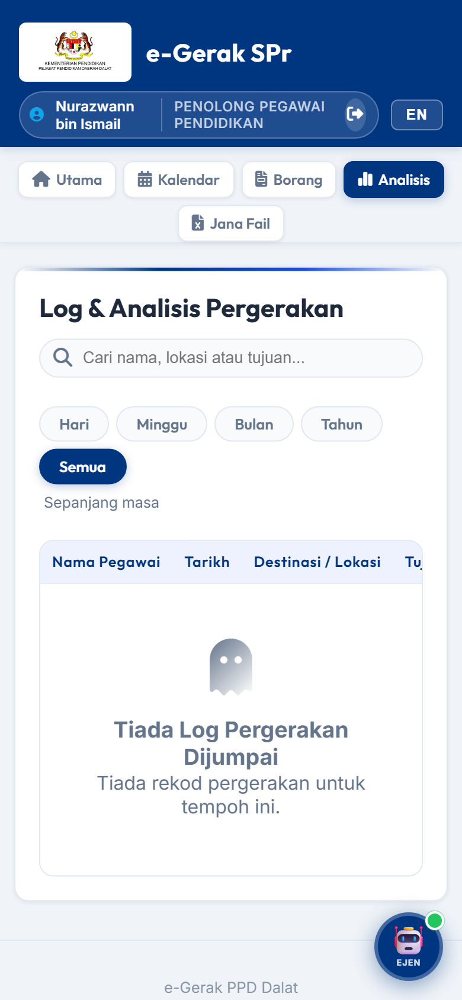 KEMENTERIAN PENDIDIKAN
PEJABAT PENDIDIKAN DAERAH DALAT
e-Gerak SPr
Nurazwann
bin Ismail
PENOLONG PEGAWAI
PENDIDIKAN
EN
Utama
Kalendar
Borang
Analisis
Jana Fail
Log & Analisis Pergerakan
Cari nama, lokasi atau tujuan...
Hari
Minggu
Bulan
Tahun
Semua
Sepanjang masa
Nama Pegawai
Tarikh
Destinasi / Lokasi
Tuj
Tiada Log Pergerakan
Dijumpai
Tiada rekod pergerakan untuk
tempoh ini.
EJEN
e-Gerak PPD Dalat